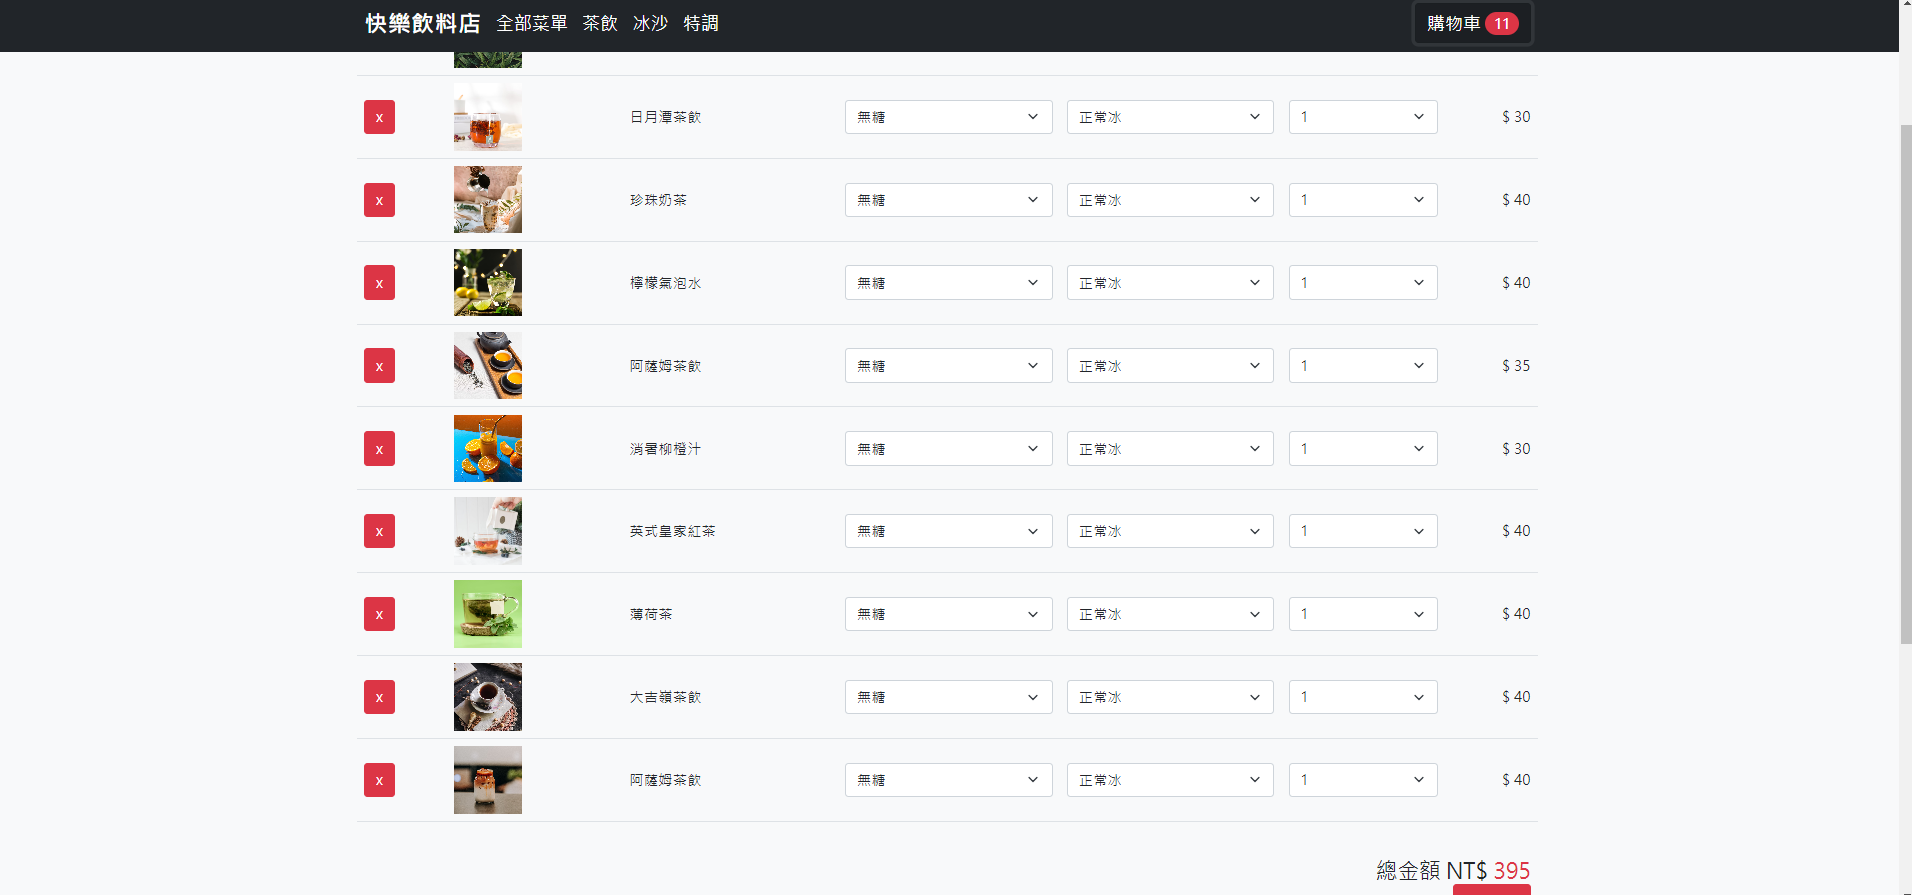 快樂飲料店 全部菜單 茶飲 冰沙 特調 購物車 11
x 日月潭茶飲 無糖 正常冰 1 $ 30
x 珍珠奶茶 無糖 正常冰 1 $ 40
x 檸檬氣泡水 無糖 正常冰 1 $ 40
x 阿薩姆茶飲 無糖 正常冰 1 $ 35
x 消暑柳橙汁 無糖 正常冰 1 $ 30
x 英式皇家紅茶 無糖 正常冰 1 $ 40
x 薄荷茶 無糖 正常冰 1 $ 40
x 大吉嶺茶飲 無糖 正常冰 1 $ 40
x 阿薩姆茶飲 無糖 正常冰 1 $ 40
總金額 NT$ 395